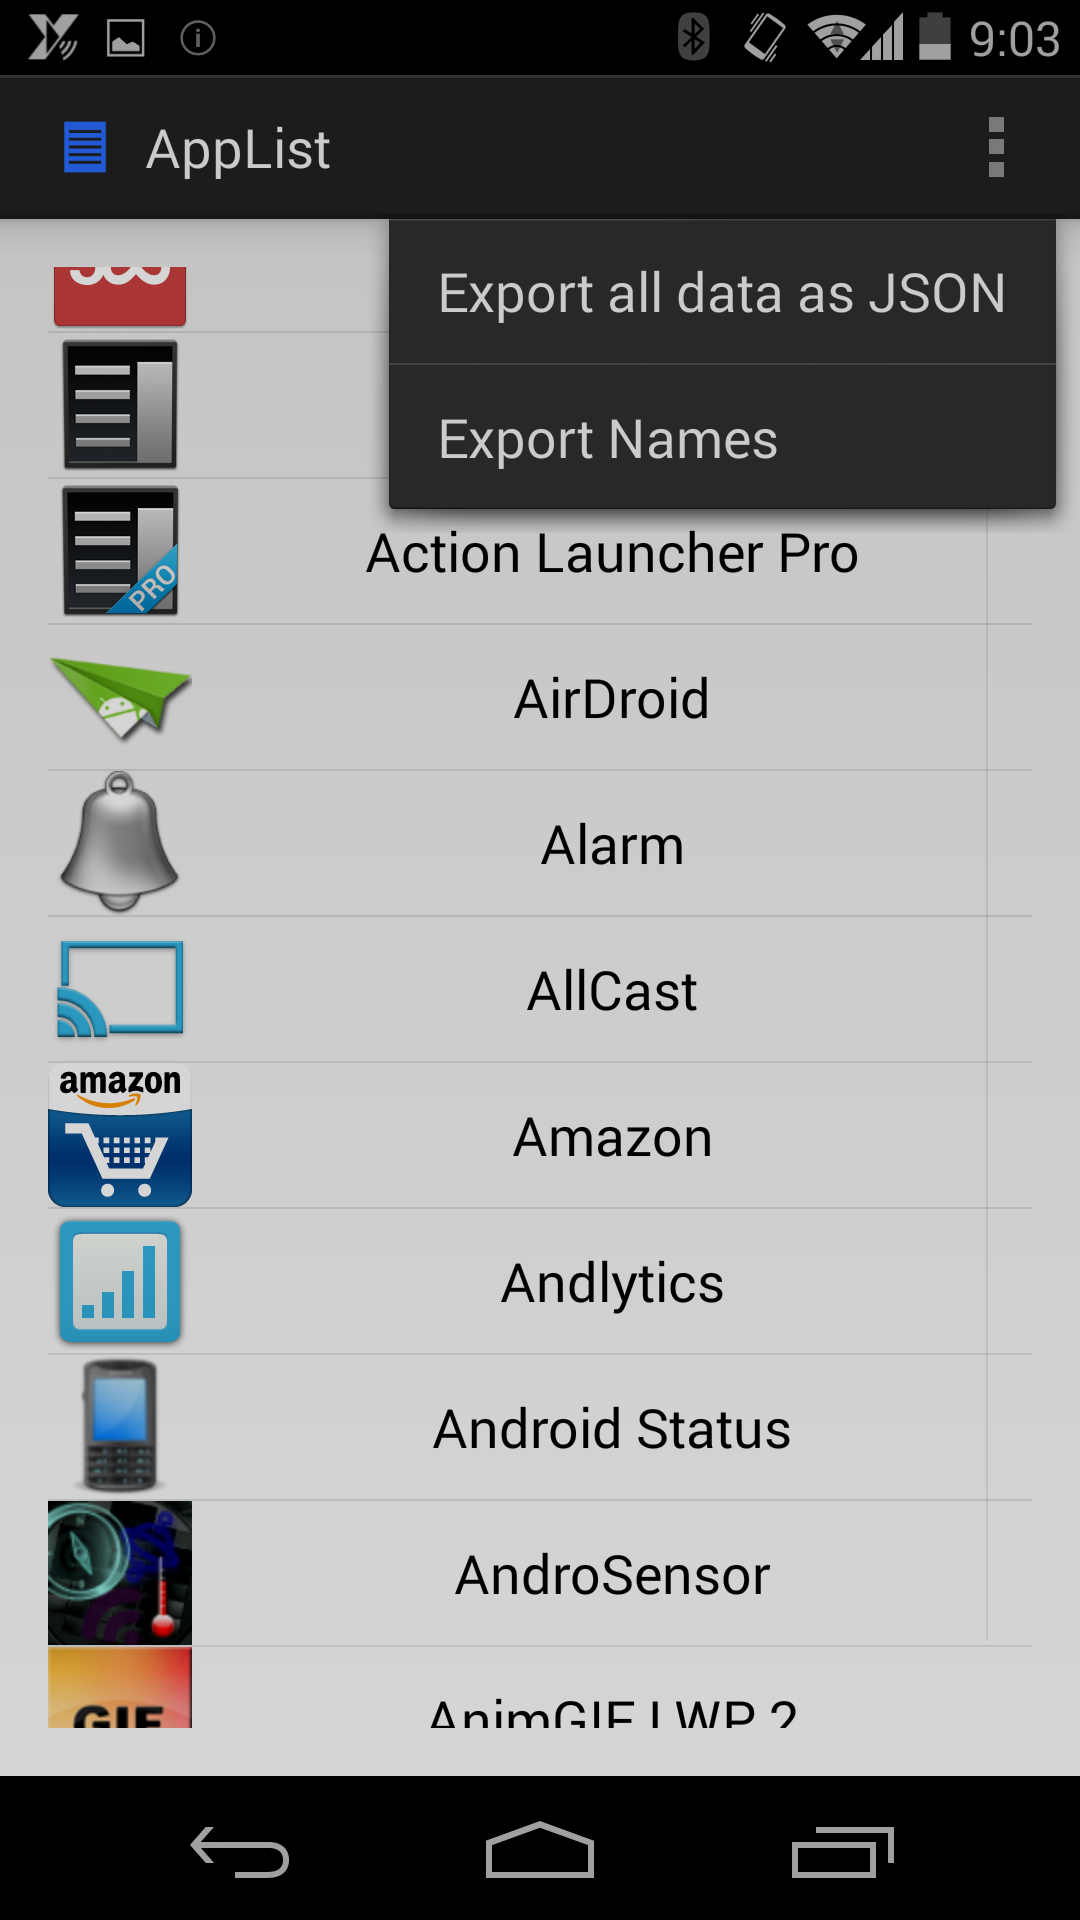 9:03
AppList
Export all data as JSON
Export Names
Action Launcher Pro
PRO
AirDroid
Alarm
AllCast
amazon
Amazon
Andlytics
Android Status
AndroSensor
GIF
AnimGIF LWP 2